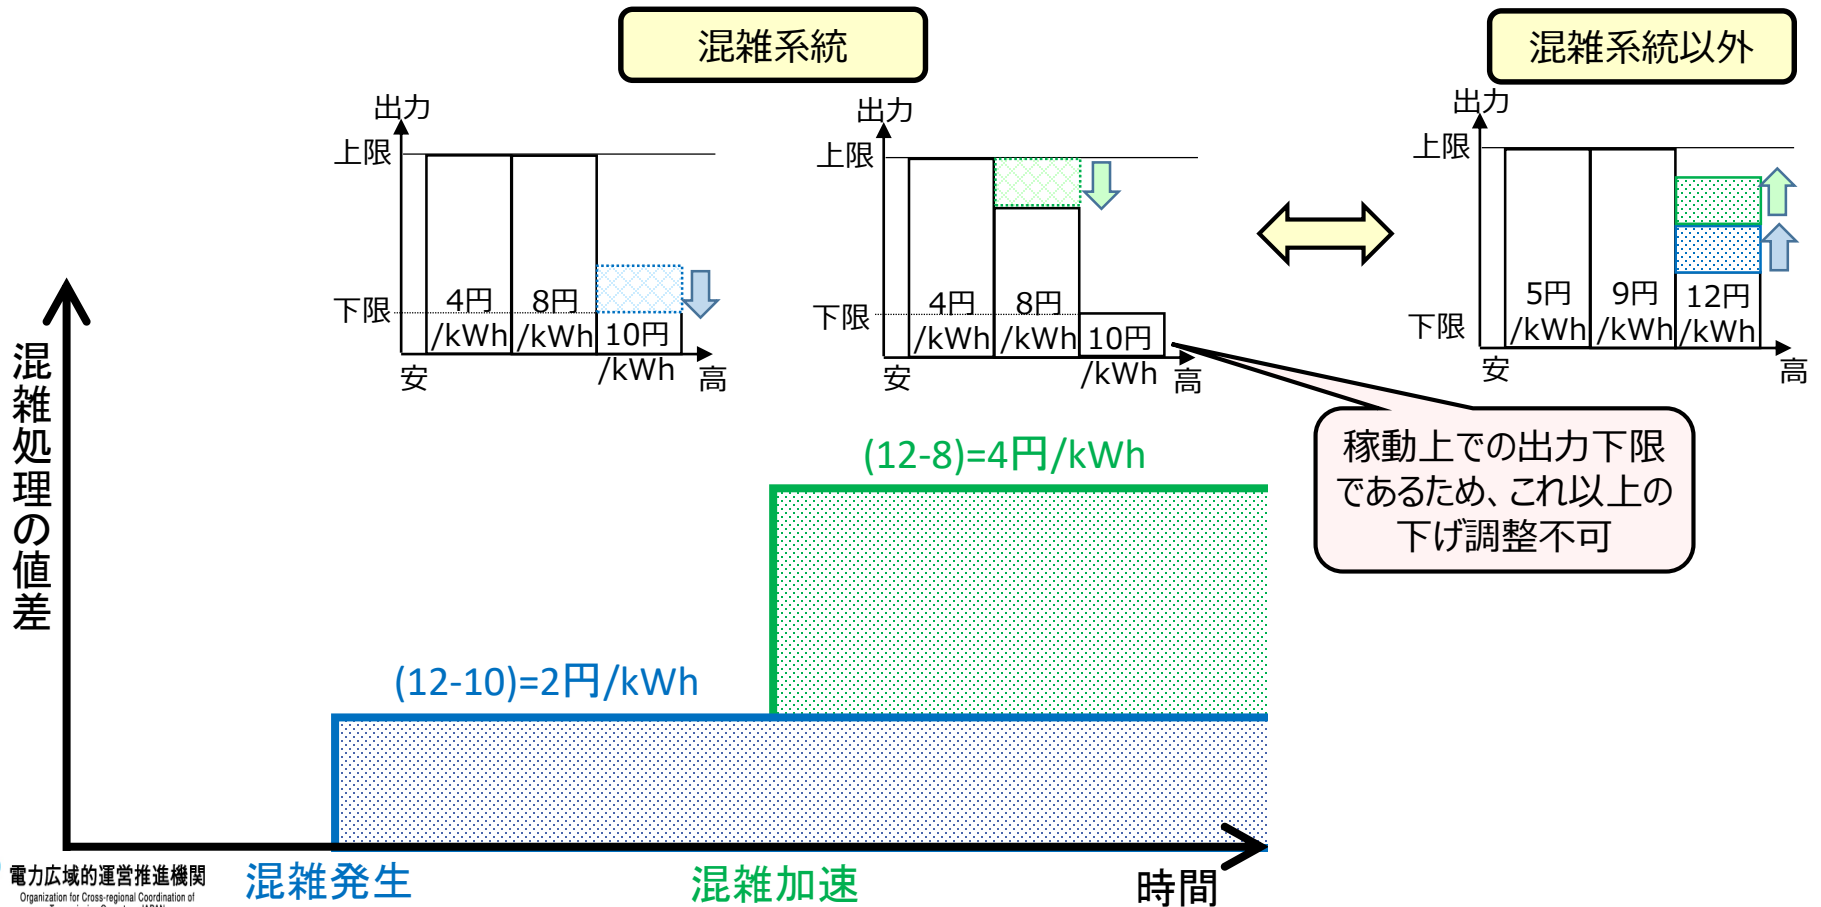 混雑系統
混雑系統以外
出力
上限
下限
4円
/kWh
8円
/kWh
10円
/kWh
安
高
出力
上限
下限
4円
/kWh
8円
/kWh
10円
/kWh
安
高
出力
上限
下限
5円
/kWh
9円
/kWh
12円
/kWh
安
高
稼動上での出力下限
であるため、これ以上の
下げ調整不可
混雑処理の値差
(12-8)=4円/kWh
(12-10)=2円/kWh
混雑発生
混雑加速
時間
電力広域的運営推進機関
Organization for Cross-regional Coordination of